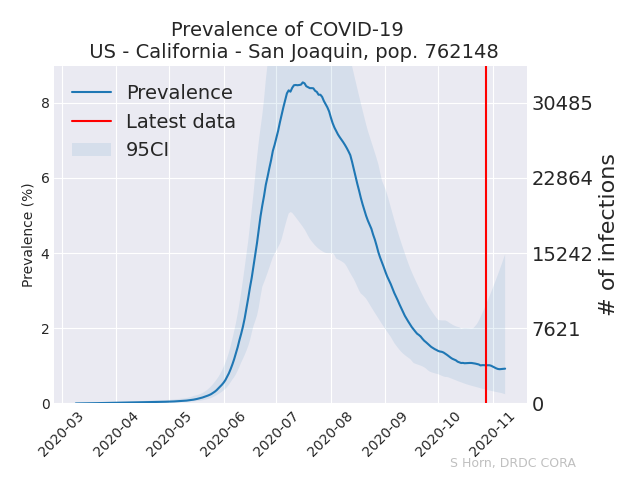 Prevalence of COVID-19
US - California - San Joaquin, pop. 762148
Prevalence
Latest data
95CI
Prevalence (%)
8
6
4
2
0
30485
22864
15242
7621
0
# of infections
2020-03
2020-04
2020-05
2020-06
2020-07
2020-08
2020-09
2020-10
2020-11
S Horn, DRDC CORA